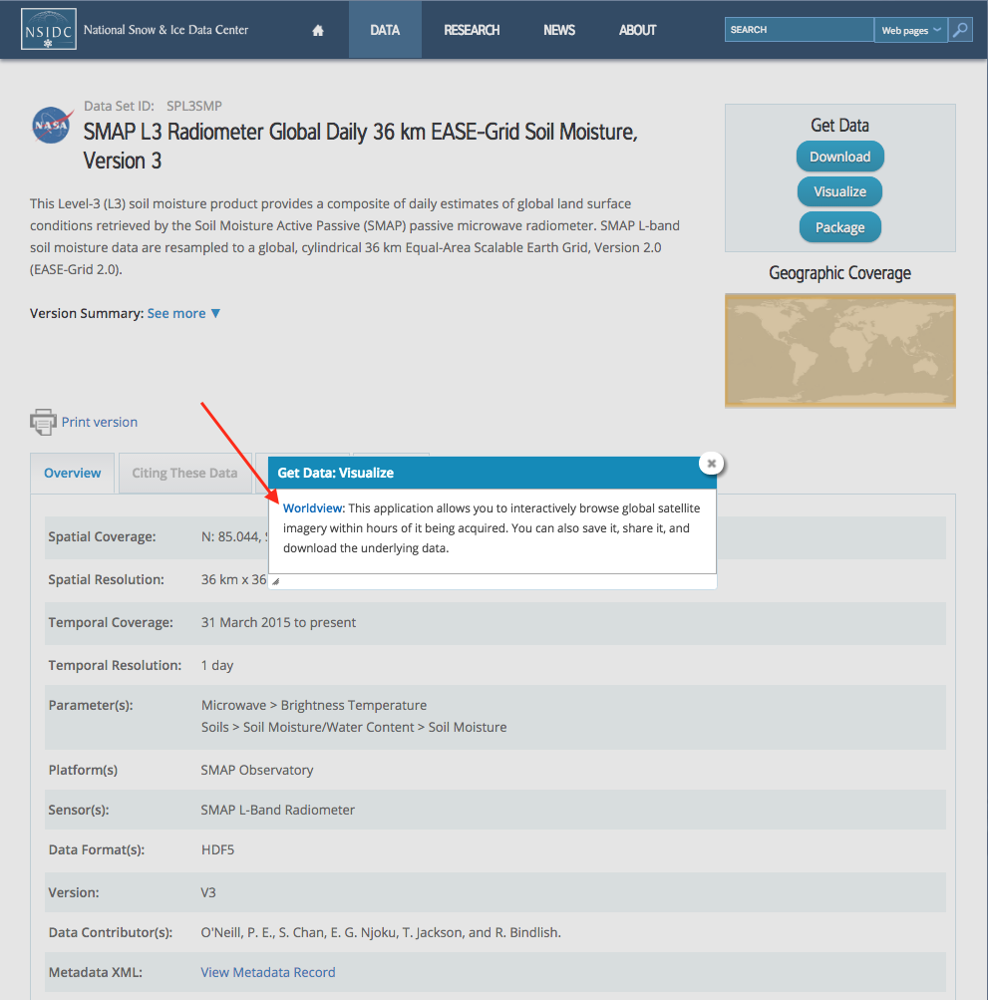 NSIDC
National Snow & Ice Data Center
DATA
RESEARCH
NEWS
ABOUT
SEARCH
Web pages
Data Set ID: SPL3SMP
NASA
SMAP L3 Radiometer Global Daily 36 km EASE-Grid Soil Moisture,
Version 3
This Level-3 (L3) soil moisture product provides a composite of daily estimates of global land surface
conditions retrieved by the Soil Moisture Active Passive (SMAP) passive microwave radiometer. SMAP L-band
soil moisture data are resampled to a global, cylindrical 36 km Equal-Area Scalable Earth Grid, Version 2.0
(EASE-Grid 2.0).
Version Summary: See more ▼
Get Data
Download
Visualize
Package
Geographic Coverage
Print version
Overview
Citing These Data
Get Data: Visualize
Worldview: This application allows you to interactively browse global satellite
imagery within hours of it being acquired. You can also save it, share it, and
download the underlying data.
Spatial Coverage: N: 85.044,
Spatial Resolution: 36 km x 36
Temporal Coverage: 31 March 2015 to present
Temporal Resolution: 1 day
Parameter(s): Microwave > Brightness Temperature
Soils > Soil Moisture/Water Content > Soil Moisture
Platform(s) SMAP Observatory
Sensor(s): SMAP L-Band Radiometer
Data Format(s): HDF5
Version: V3
Data Contributor(s): O'Neill, P. E., S. Chan, E. G. Njoku, T. Jackson, and R. Bindlish.
Metadata XML: View Metadata Record